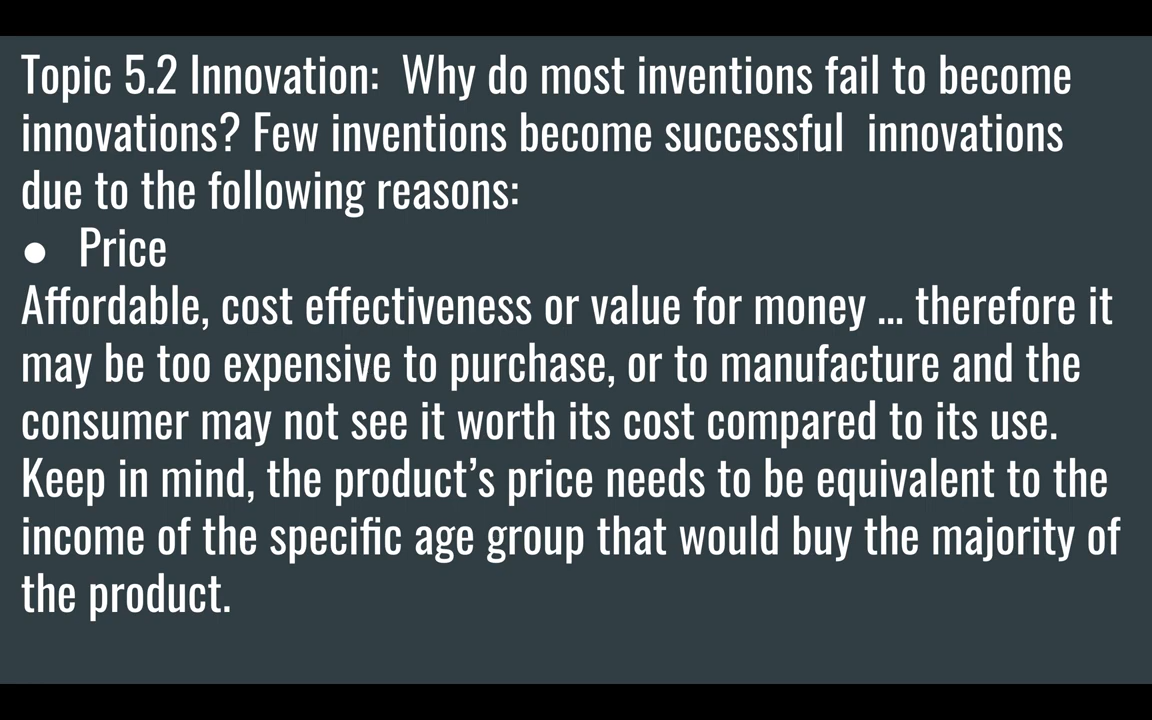 Topic 5.2 Innovation:  Why do most inventions fail to become
innovations? Few inventions become successful  innovations
due to the following reasons:
● Price
Affordable, cost effectiveness or value for money ... therefore it
may be too expensive to purchase, or to manufacture and the
consumer may not see it worth its cost compared to its use.
Keep in mind, the product’s price needs to be equivalent to the
income of the specific age group that would buy the majority of
the product.